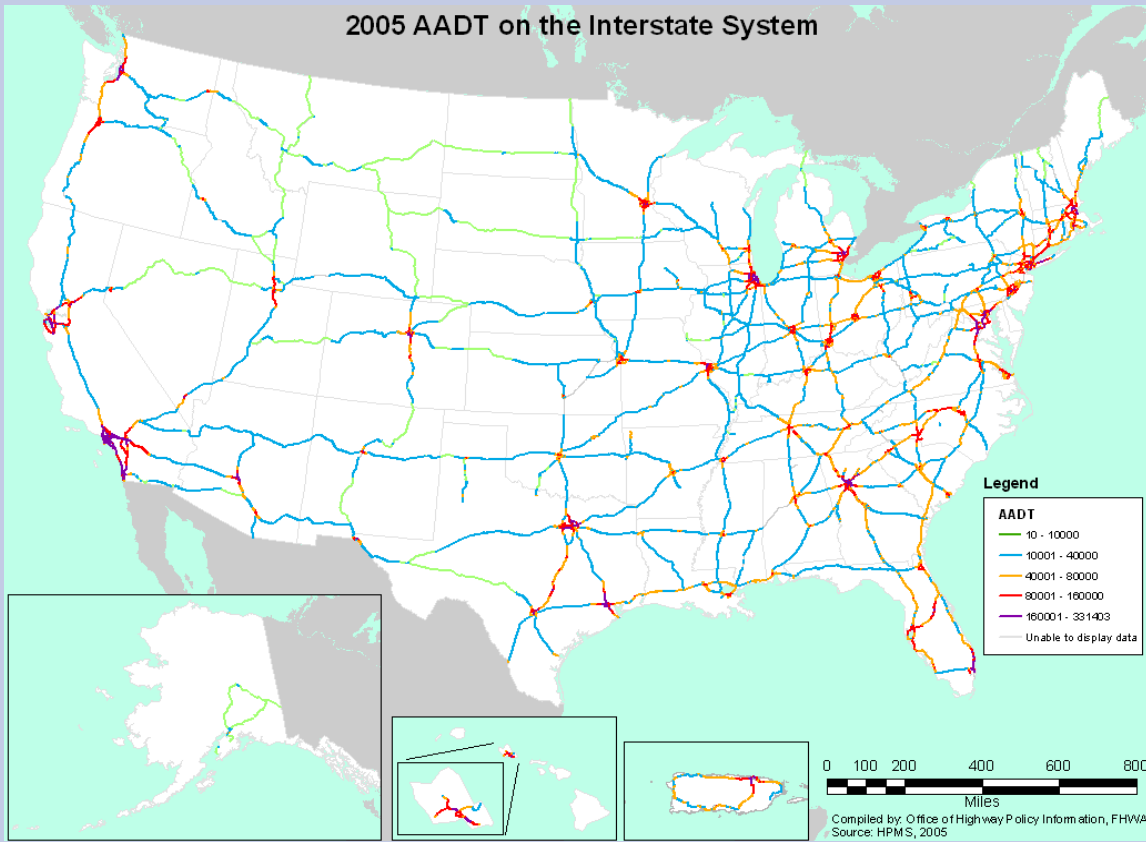 2005 AADT on the Interstate System
Legend
AADT
10 - 10000
10001 - 40000
40001 - 80000
80001 - 160000
160001 - 331403
Unable to display data
0 100 200 400 600 800
Miles
Compiled by: Office of Highway Policy Information, FHWA
Source: HPMS, 2005